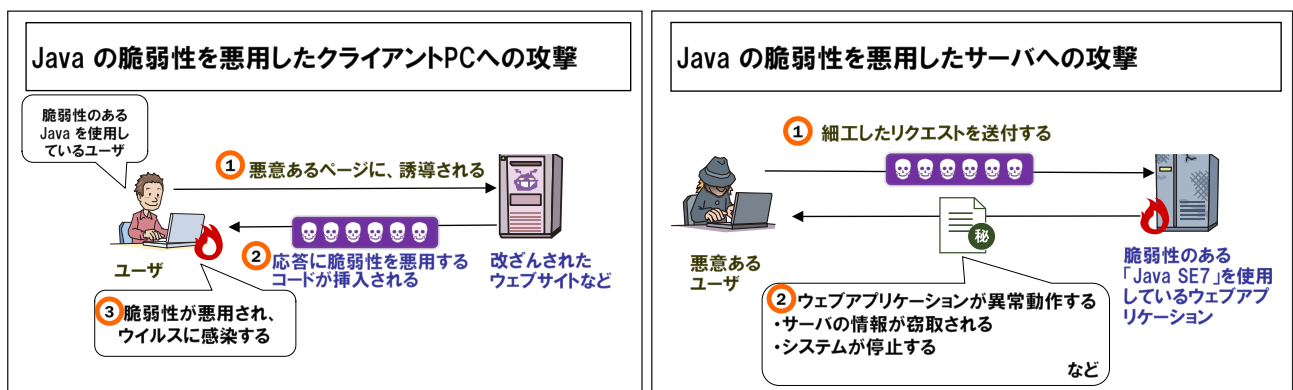 Java の脆弱性を悪用したクライアントPCへの攻撃
脆弱性のある
Java を使用し
ているユーザ
1 悪意あるページに、誘導される
2 応答に脆弱性を悪用する
コードが挿入される
ユーザ
改ざんされた
ウェブサイトなど
3 脆弱性が悪用され、
ウイルスに感染する
Java の脆弱性を悪用したサーバへの攻撃
1 細工したリクエストを送付する
秘
悪意ある
ユーザ
脆弱性のある
「Java SE7」を使用
しているウェブアプ
リケーション
2 ウェブアプリケーションが異常動作する
・サーバの情報が窃取される
・システムが停止する
など